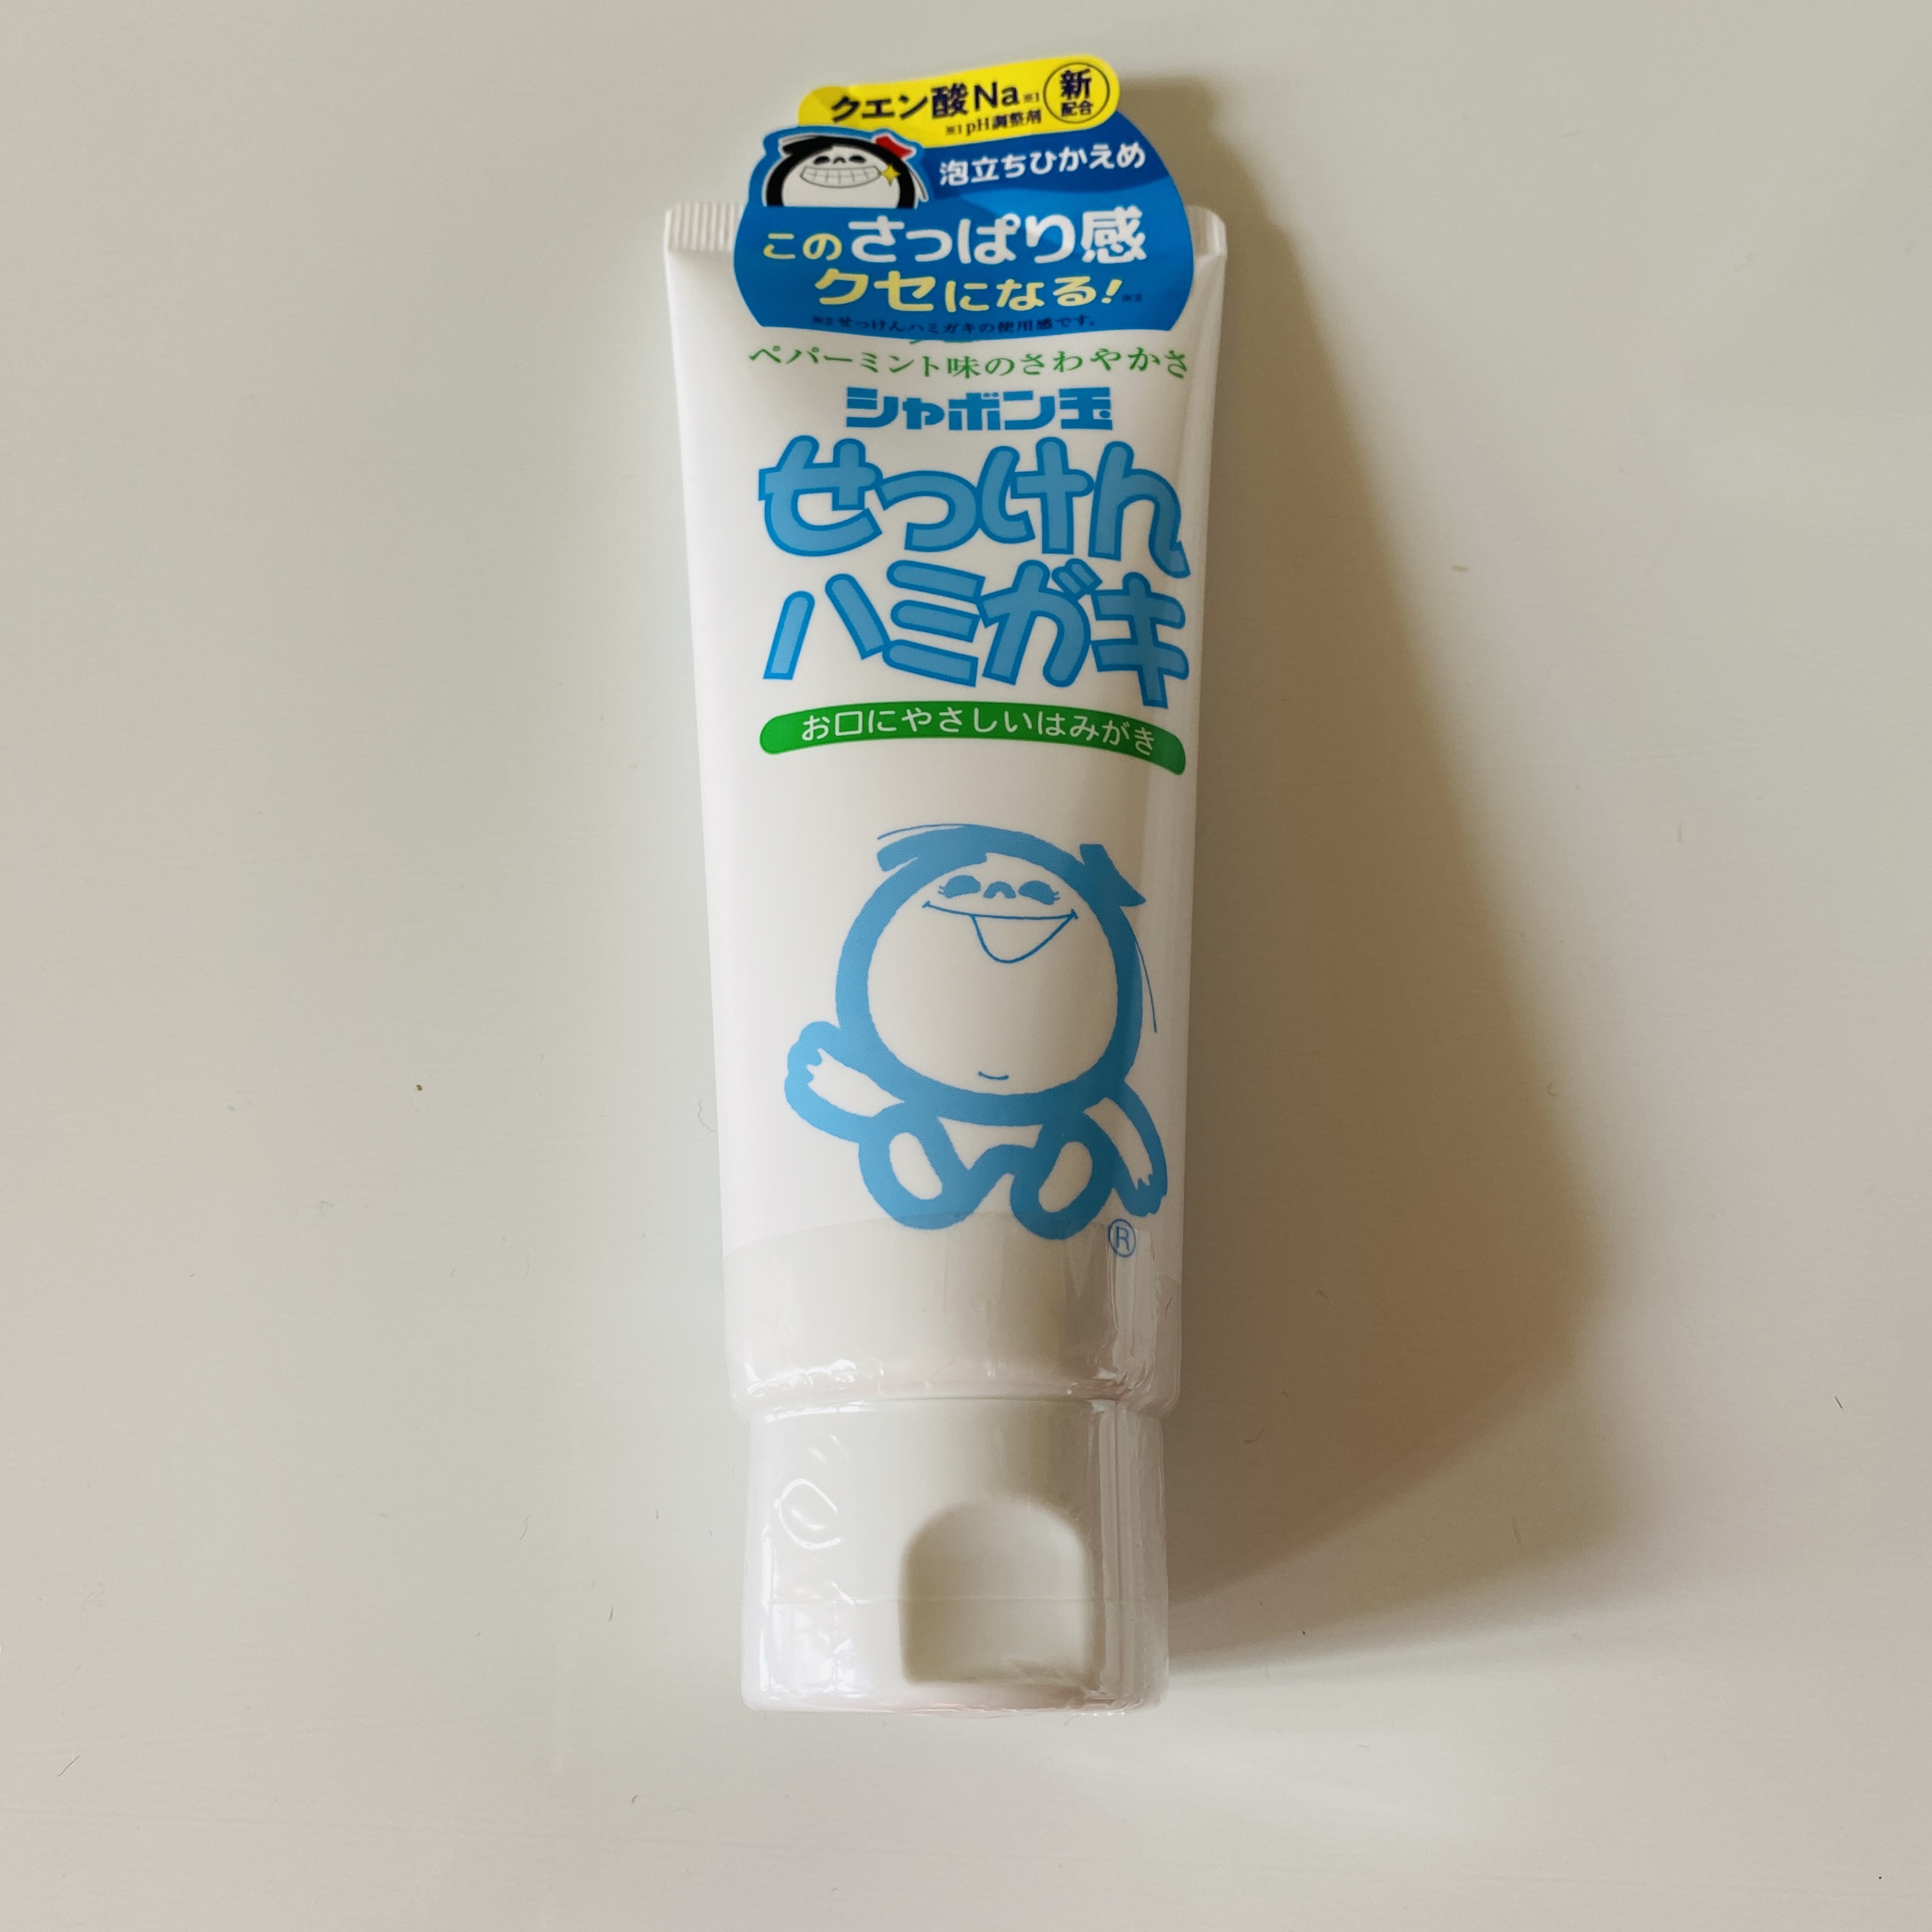 クエン酸Na※1 新配合
※1pH調整剤
泡立ちひかえめ
このさっぱり感
クセになる!※2
※2せっけんハミガキの使用感です。
ペパーミント味のさわやかさ
シャボン玉
せっけん
ハミガキ
お口にやさしいはみがき
®